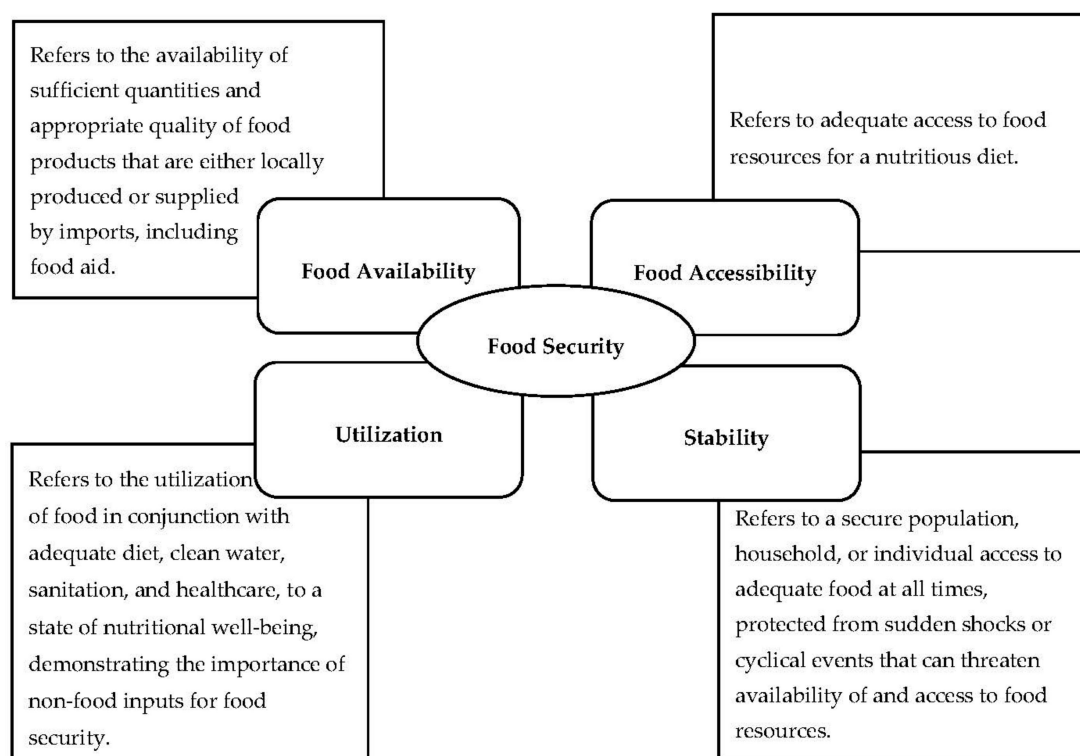 Refers to the availability of
sufficient quantities and
appropriate quality of food
products that are either locally
produced or supplied
by imports, including
food aid.
Refers to adequate access to food
resources for a nutritious diet.
Food Availability
Food Accessibility
Food Security
Utilization
Stability
Refers to the utilization
of food in conjunction with
adequate diet, clean water,
sanitation, and healthcare, to a
state of nutritional well-being,
demonstrating the importance of
non-food inputs for food
security.
Refers to a secure population,
household, or individual access to
adequate food at all times,
protected from sudden shocks or
cyclical events that can threaten
availability of and access to food
resources.